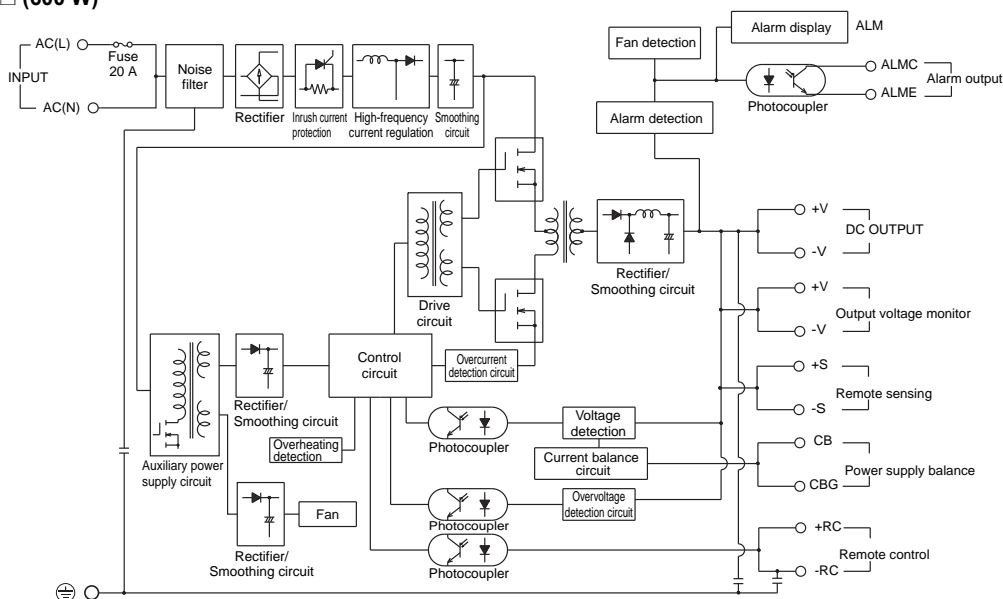 (600 W)
AC(L)
Fuse
20 A
INPUT
AC(N)
Noise
filter
Rectifier
Inrush current
protection
High-frequency
current regulation
Smoothing
circuit
Fan detection
Alarm display
ALM
ALMC
ALME
Alarm output
Photocoupler
Alarm detection
Drive
circuit
Rectifier/
Smoothing circuit
+V
-V
DC OUTPUT
+V
-V
Output voltage monitor
+S
-S
Remote sensing
CB
CBG
Power supply balance
+RC
-RC
Remote control
Control
circuit
Overcurrent
detection circuit
Auxiliary power
supply circuit
Rectifier/
Smoothing circuit
Overheating
detection
Photocoupler
Voltage
detection
Current balance
circuit
Photocoupler
Overvoltage
detection circuit
Photocoupler
Fan
Rectifier/
Smoothing circuit